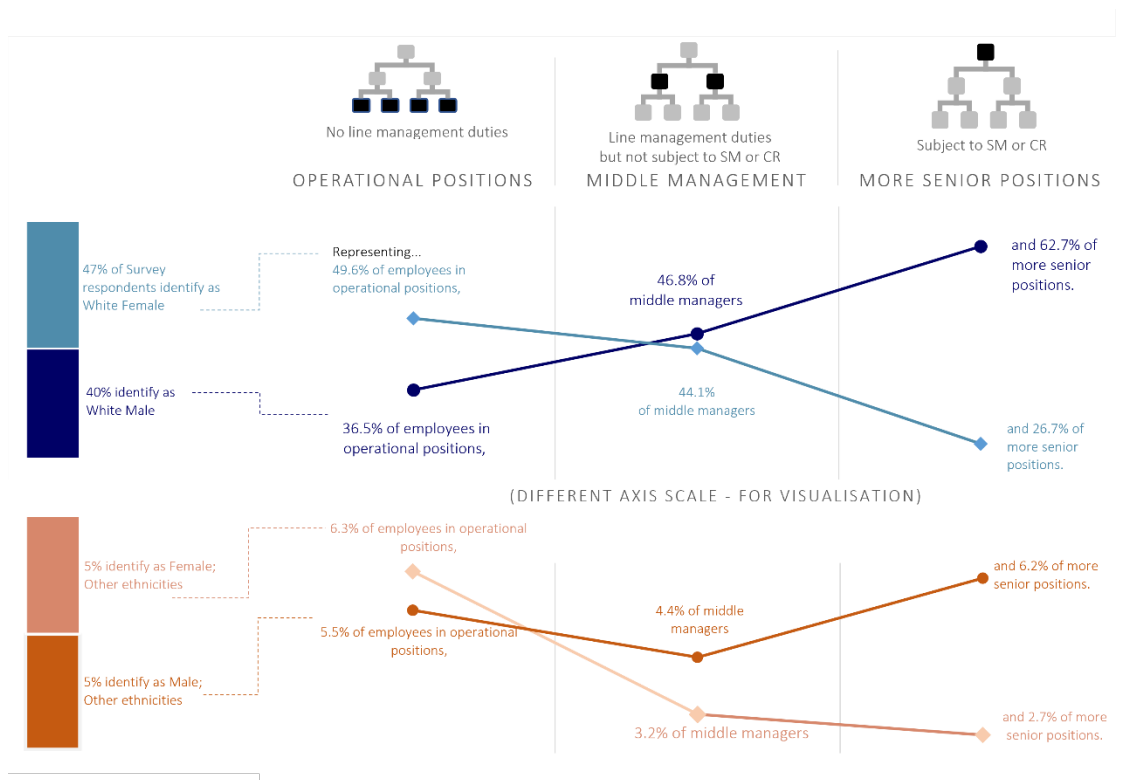 No line management duties
Line management duties
but not subject to SM or CR
Subject to SM or CR
OPERATIONAL POSITIONS
MIDDLE MANAGEMENT
MORE SENIOR POSITIONS
47% of Survey
respondents identify as
White Female
Representing...
49.6% of employees in
operational positions,
46.8% of
middle managers
and 62.7% of
more senior
positions.
40% identify as
White Male
36.5% of employees in
operational positions,
44.1%
of middle managers
and 26.7% of
more senior
positions.
(DIFFERENT AXIS SCALE - FOR VISUALISATION)
5% identify as Female;
Other ethnicities
6.3% of employees in operational
positions,
5.5% of employees in operational
positions,
4.4% of middle
managers
and 6.2% of more
senior positions.
5% identify as Male;
Other ethnicities
3.2% of middle managers
and 2.7% of more
senior positions.